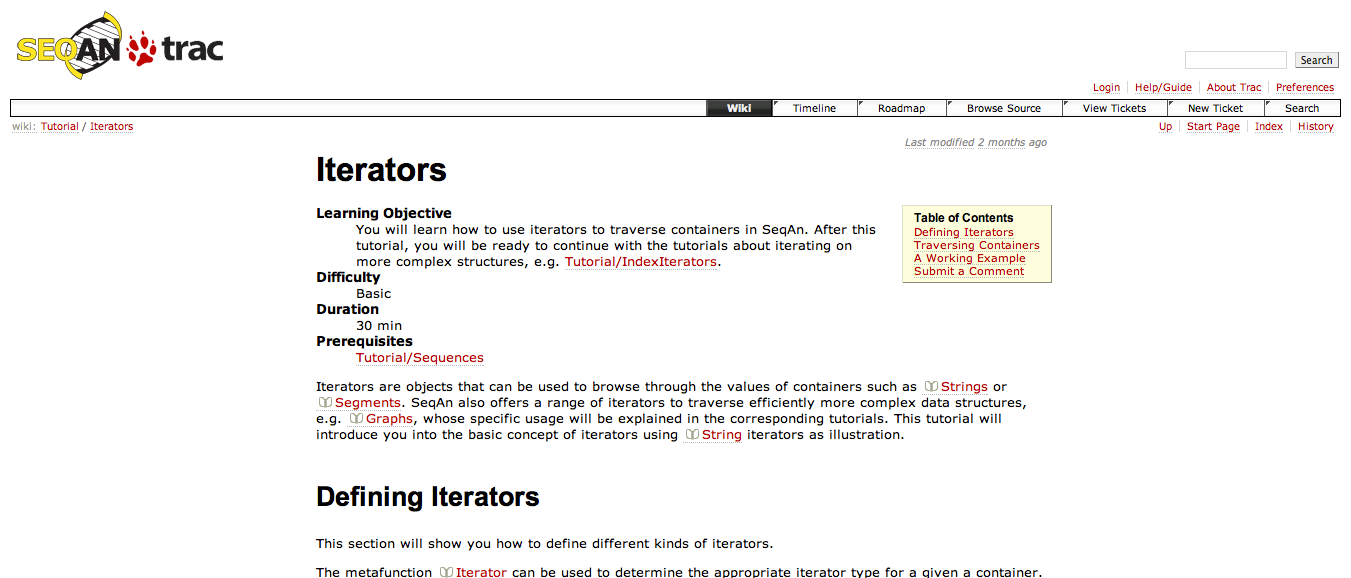 SEQAN trac
Search
Login Help/Guide About Trac Preferences
Wiki Timeline Roadmap Browse Source View Tickets New Ticket Search
wiki: Tutorial / Iterators
Up Start Page Index History
Last modified 2 months ago
Iterators
Learning Objective
You will learn how to use iterators to traverse containers in SeqAn. After this
tutorial, you will be ready to continue with the tutorials about iterating on
more complex structures, e.g. Tutorial/IndexIterators.
Difficulty
Basic
Duration
30 min
Prerequisites
Tutorial/Sequences
Table of Contents
Defining Iterators
Traversing Containers
A Working Example
Submit a Comment
Iterators are objects that can be used to browse through the values of containers such as Strings or
Segments. SeqAn also offers a range of iterators to traverse efficiently more complex data structures,
e.g. Graphs, whose specific usage will be explained in the corresponding tutorials. This tutorial will
introduce you into the basic concept of iterators using String iterators as illustration.
Defining Iterators
This section will show you how to define different kinds of iterators.
The metafunction Iterator can be used to determine the appropriate iterator type for a given a container.